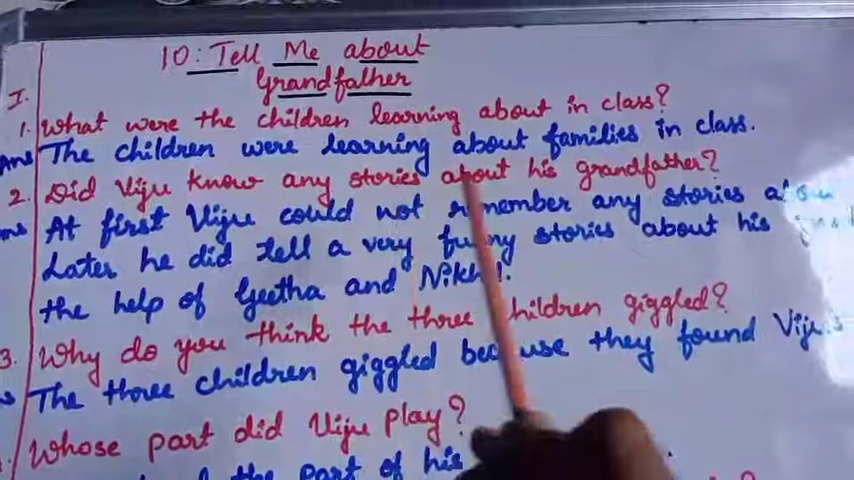 10: Tell Me about
Grandfather
I.
1. What were the children learning about in class?
Ans The children were learning about families in class.
2. Did Viju know any stories about his grandfather?
Ans At first Viju could not remember any stories
Later he did tell a very funny stories about his
the help of Geetha and Nikhil.
3. Why do you think the three children giggled?
The three children giggled because they found Viju's
Whose part did Viju play?
the part of his